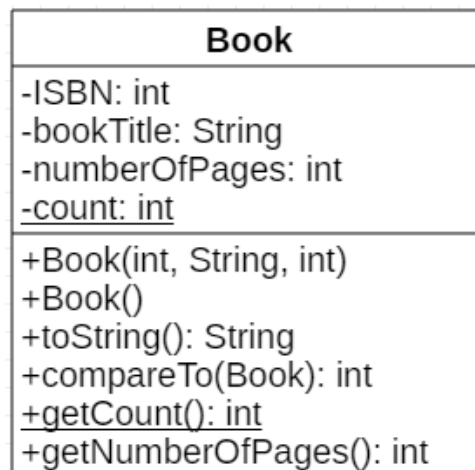 Book
-ISBN: int
-bookTitle: String
-numberOfPages: int
-count: int
+Book(int, String, int)
+Book()
+toString(): String
+compareTo(Book): int
+getCount(): int
+getNumberOfPages(): int